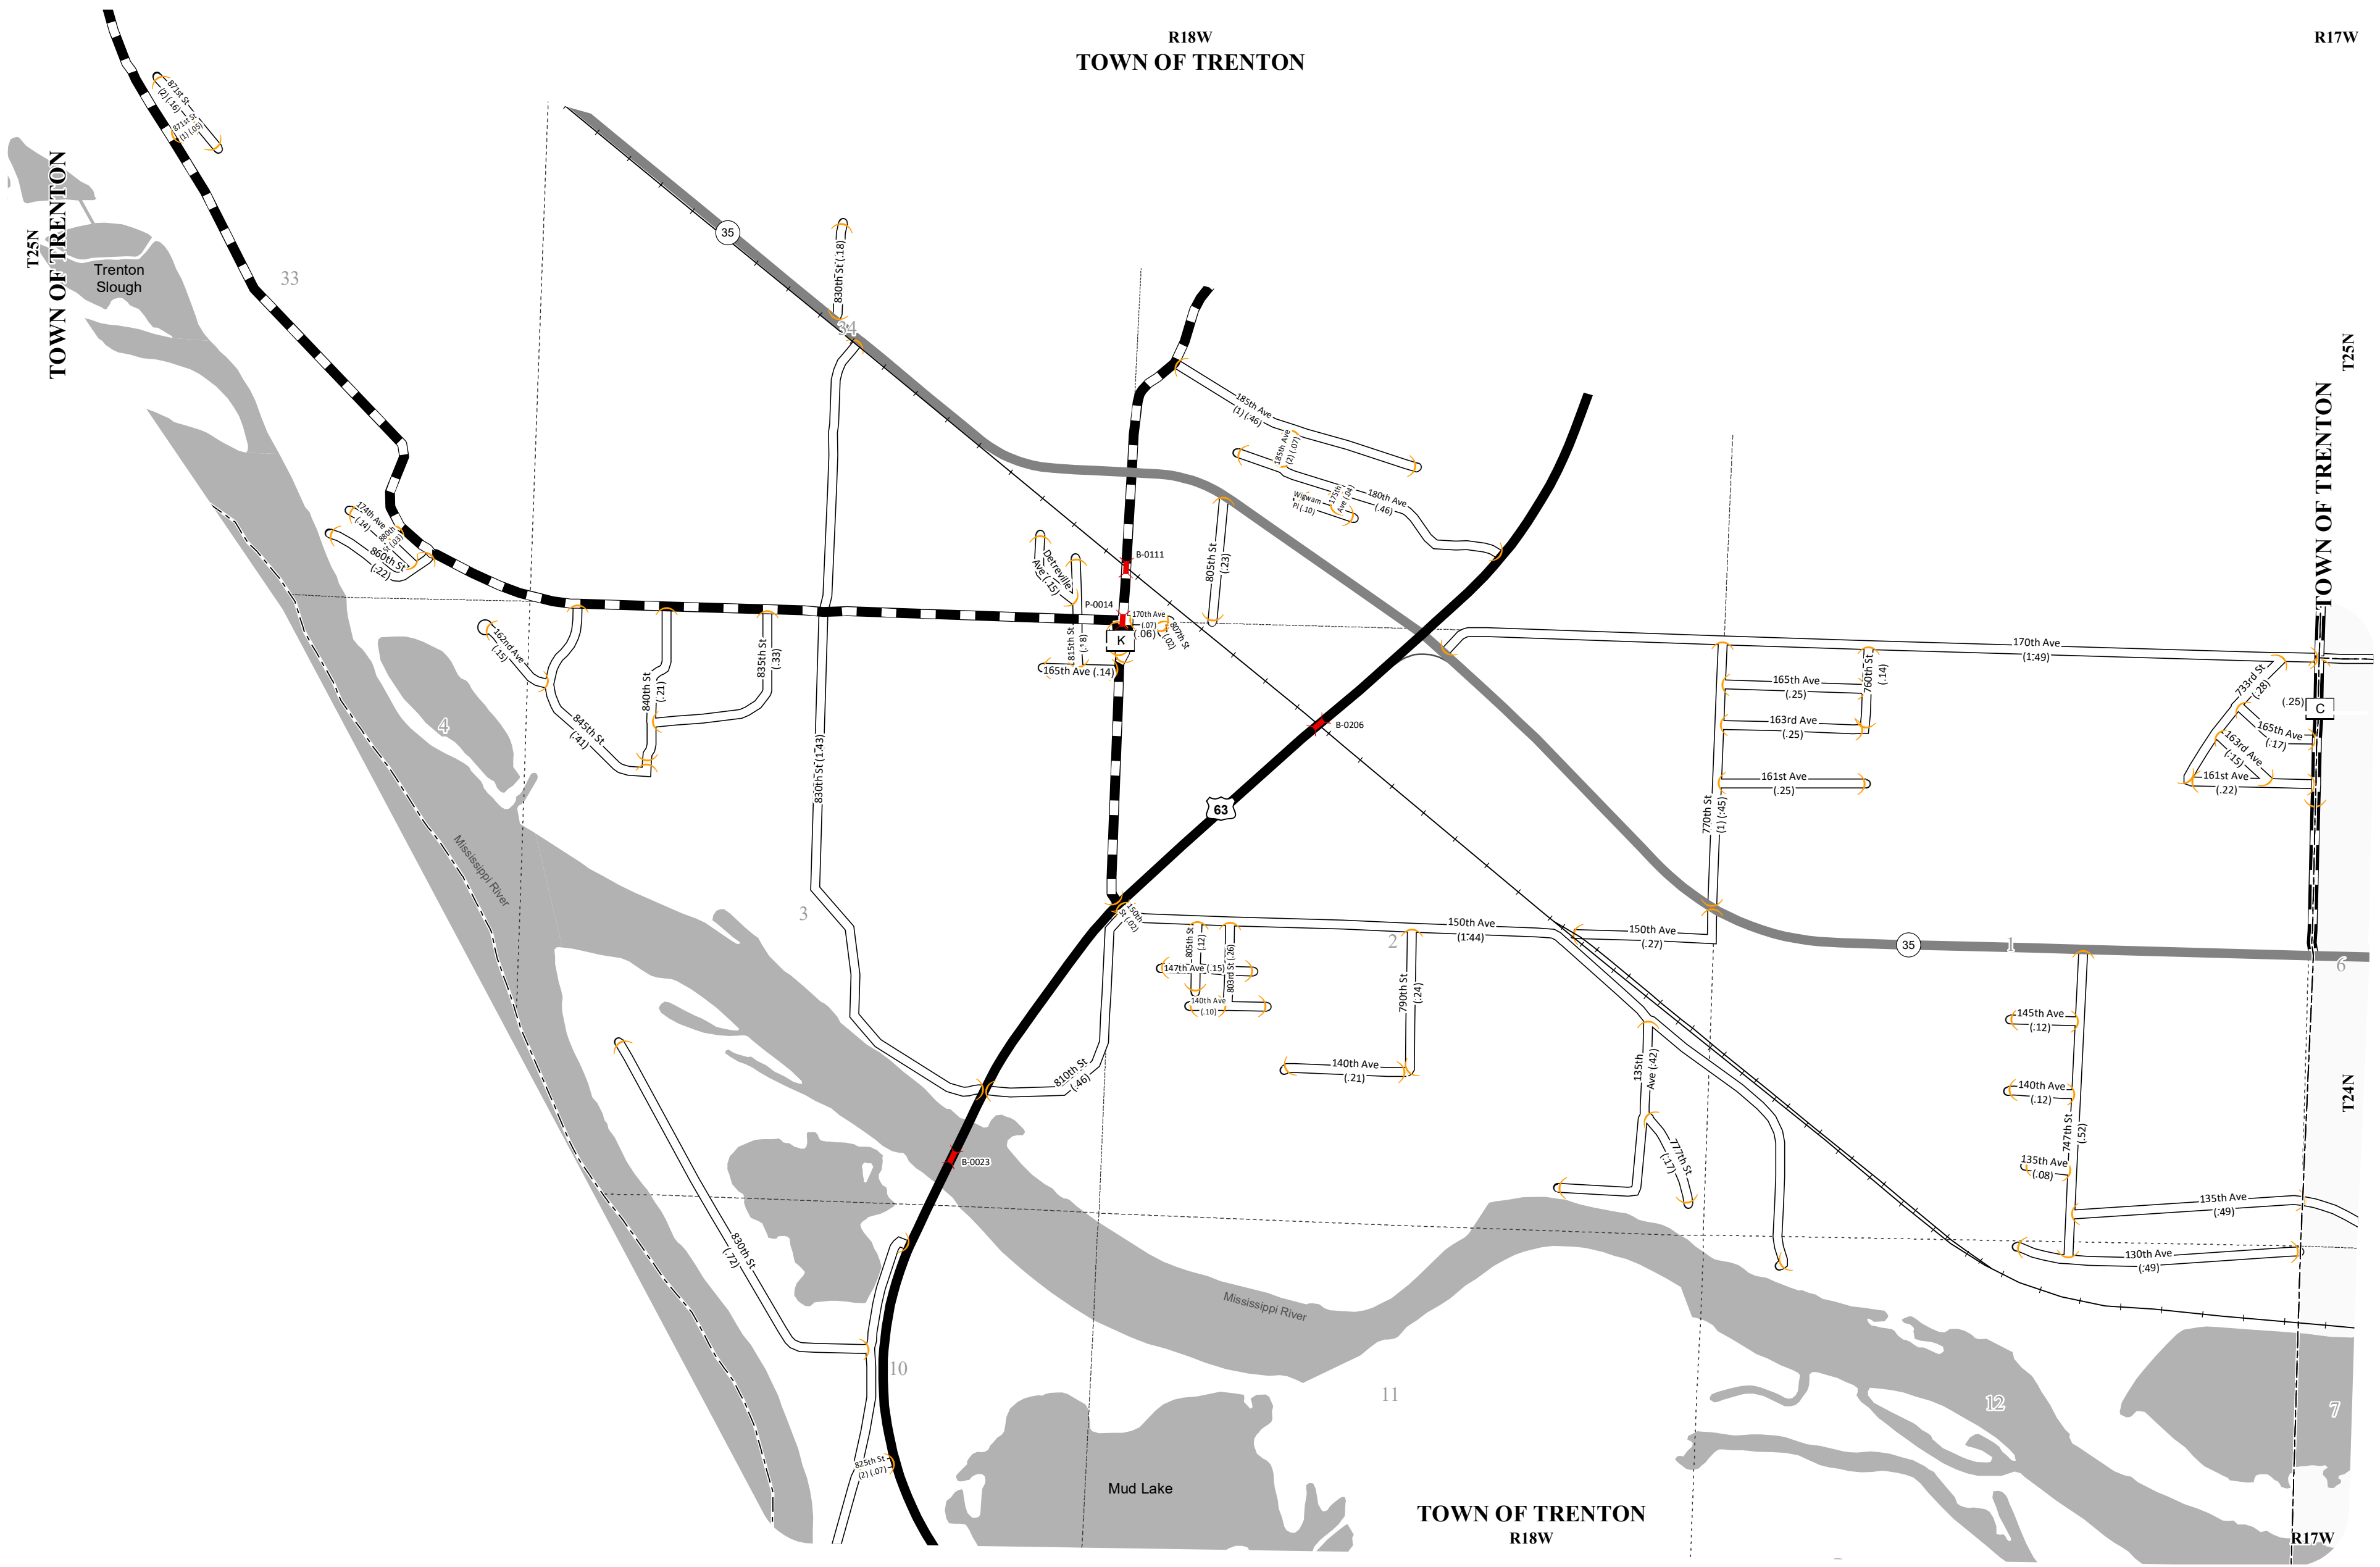 R18W
TOWN OF TRENTON
R17W
871st St
(2) (.16)
871st St
(1) (.05)
T25N
TOWN OF TRENTON
35
Trenton
Slough
33
830th St (.18)
34
T25N
TOWN OF TRENTON
185th Ave
(1) (.46)
185th Ave
(2) (.07)
180th Ave
(.46)
Wigwam
Pl (.10)
175th
Ave (.04)
174th Ave
(.14)
880th
St (.03)
860th St
(.22)
Detreville
Ave (.15)
B-0111
805th St
(.23)
P-0014
170th Ave
(.07)
(.06)
807th St
(.02)
K
815th St
(.18)
165th Ave (.14)
162nd Ave
(.15)
845th St
(.41)
840th St
(.21)
835th St
(.33)
830th St (1.43)
170th Ave
(1.49)
165th Ave
(.25)
760th St
(.14)
163rd Ave
(.25)
161st Ave
(.25)
770th St
(1) (.45)
733rd St
(.28)
(.25)
C
165th Ave
(.17)
163rd Ave
(.15)
161st Ave
(.22)
4
B-0206
63
Mississippi River
3
150th
St (.02)
150th Ave
(1.44)
2
150th Ave
(.27)
35
1
6
805th St
(.12)
803rd St (.26)
147th Ave (.15)
140th Ave
(.10)
790th St
(.24)
140th Ave
(.21)
810th St
(.46)
135th
Ave (.42)
777th St
(.17)
145th Ave
(.12)
140th Ave
(.12)
747th St
(.52)
135th Ave
(.08)
135th Ave
(.49)
130th Ave
(.49)
T24N
B-0023
830th St
(.72)
Mississippi River
10
11
12
7
825th St
(2) (.07)
Mud Lake
TOWN OF TRENTON
R18W
R17W